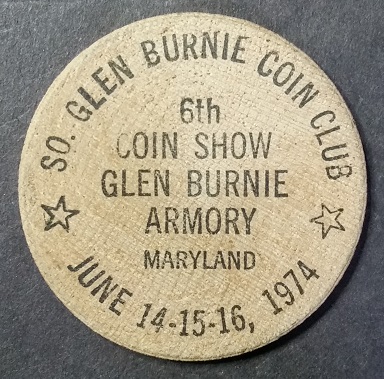 SO. GLEN BURNIE COIN CLUB
6th
COIN SHOW
GLEN BURNIE
ARMORY
MARYLAND
JUNE 14-15-16, 1974